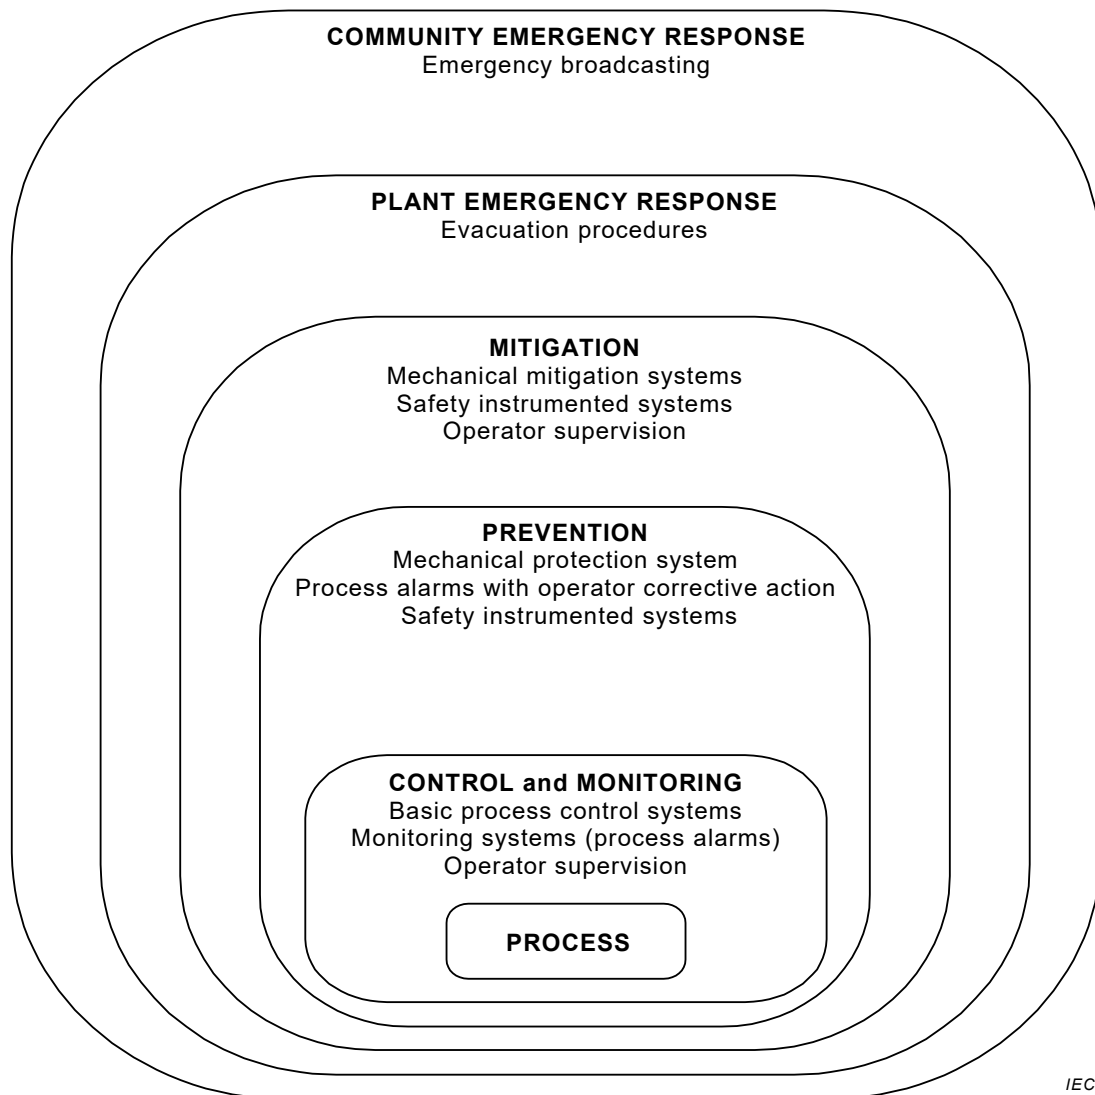 COMMUNITY EMERGENCY RESPONSE
Emergency broadcasting
PLANT EMERGENCY RESPONSE
Evacuation procedures
MITIGATION
Mechanical mitigation systems
Safety instrumented systems
Operator supervision
PREVENTION
Mechanical protection system
Process alarms with operator corrective action
Safety instrumented systems
CONTROL and MONITORING
Basic process control systems
Monitoring systems (process alarms)
Operator supervision
PROCESS
IEC